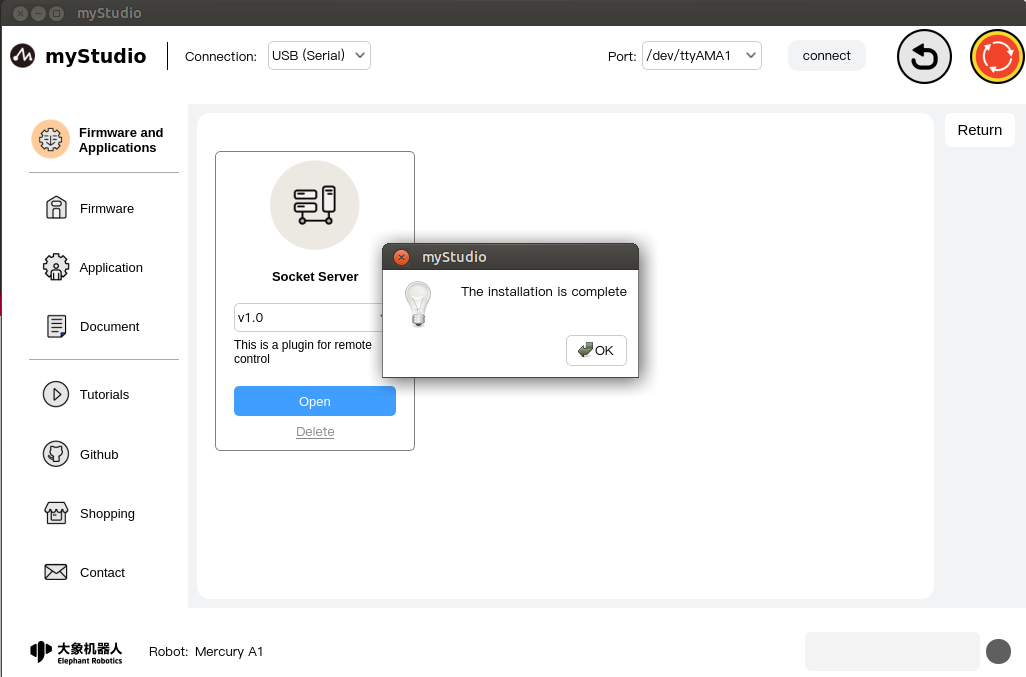 myStudio
myStudio
Connection:
USB (Serial)
Port:
/dev/ttyAMA1
connect
Firmware and
Applications
Firmware
Application
Document
Tutorials
Github
Shopping
Contact
Return
Socket Server
v1.0
This is a plugin for remote
control
Open
Delete
myStudio
The installation is complete
OK
大象机器人
Elephant Robotics
Robot: Mercury A1